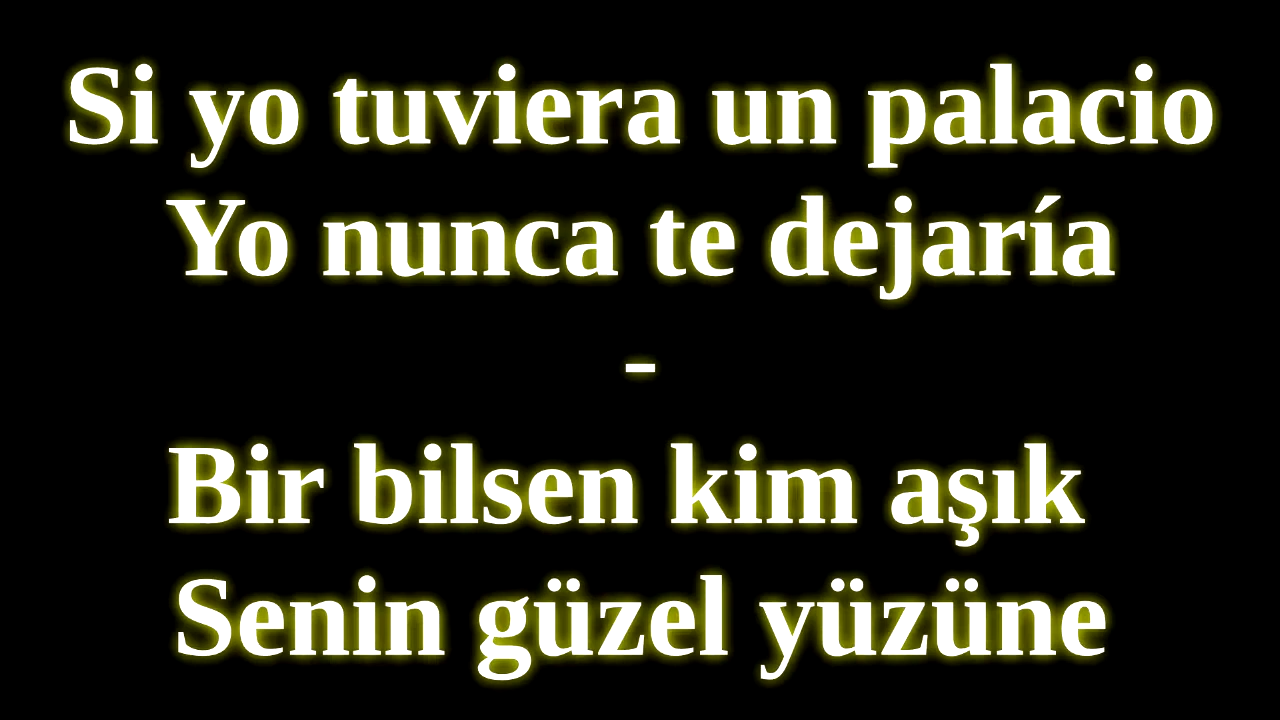 Si yo tuviera un palacio
Yo nunca te dejaría
-
Bir bilsen kim aşık
Senin güzel yüzüne